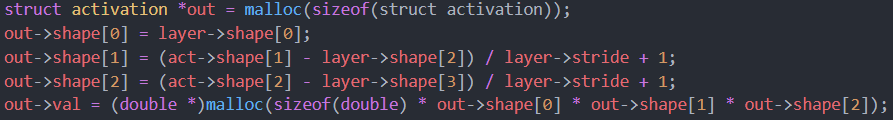 struct activation *out = malloc(sizeof(struct activation));
out->shape[0] = layer->shape[0];
out->shape[1] = (act->shape[1] - layer->shape[2]) / layer->stride + 1;
out->shape[2] = (act->shape[2] - layer->shape[3]) / layer->stride + 1;
out->val = (double *)malloc(sizeof(double) * out->shape[0] * out->shape[1] * out->shape[2]);